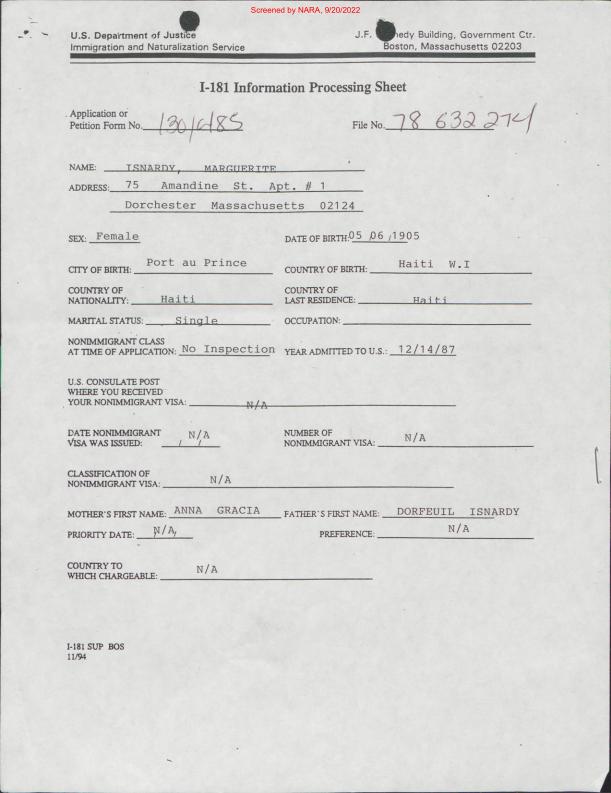 Screened by NARA, 9/20/2022
U.S. Department of Justice
Immigration and Naturalization Service
J.F. nedy Building, Government Ctr.
Boston, Massachusetts 02203
I-181 Information Processing Sheet
Application or
Petition Form No.
File No. 78 632 274
NAME: ISNARDY, MARGUERITE
ADDRESS: 75 Amandine St. Apt. # 1
Dorchester Massachusetts 02124
SEX: Female DATE OF BIRTH: 05 /06 /1905
CITY OF BIRTH: Port au Prince COUNTRY OF BIRTH: Haiti W.I
COUNTRY OF
NATIONALITY: Haiti
COUNTRY OF
LAST RESIDENCE: Haiti
MARITAL STATUS: Single OCCUPATION:
NONIMMIGRANT CLASS
AT TIME OF APPLICATION: No Inspection YEAR ADMITTED TO U.S.: 12/14/87
U.S. CONSULATE POST
WHERE YOU RECEIVED
YOUR NONIMMIGRANT VISA: N/A
DATE NONIMMIGRANT
VISA WAS ISSUED: N/A / /
NUMBER OF
NONIMMIGRANT VISA: N/A
CLASSIFICATION OF
NONIMMIGRANT VISA: N/A
MOTHER'S FIRST NAME: ANNA GRACIA FATHER'S FIRST NAME: DORFEUIL ISNARDY
PRIORITY DATE: N/A PREFERENCE: N/A
COUNTRY TO
WHICH CHARGEABLE: N/A
I-181 SUP BOS
11/94